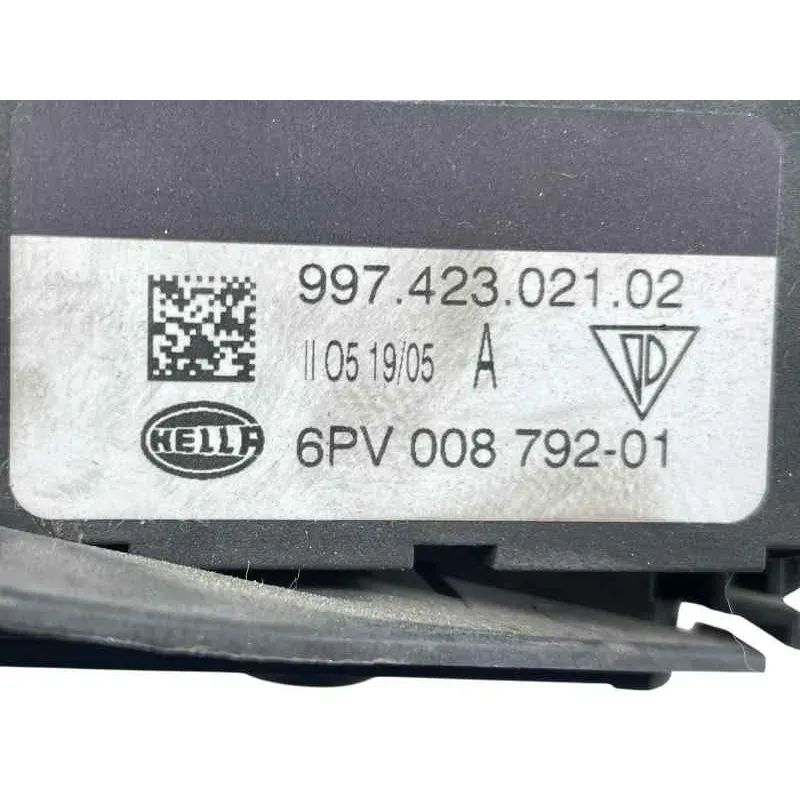 997.423.021.02
II 05 19/05 A
HELLA
6PV 008 792-01